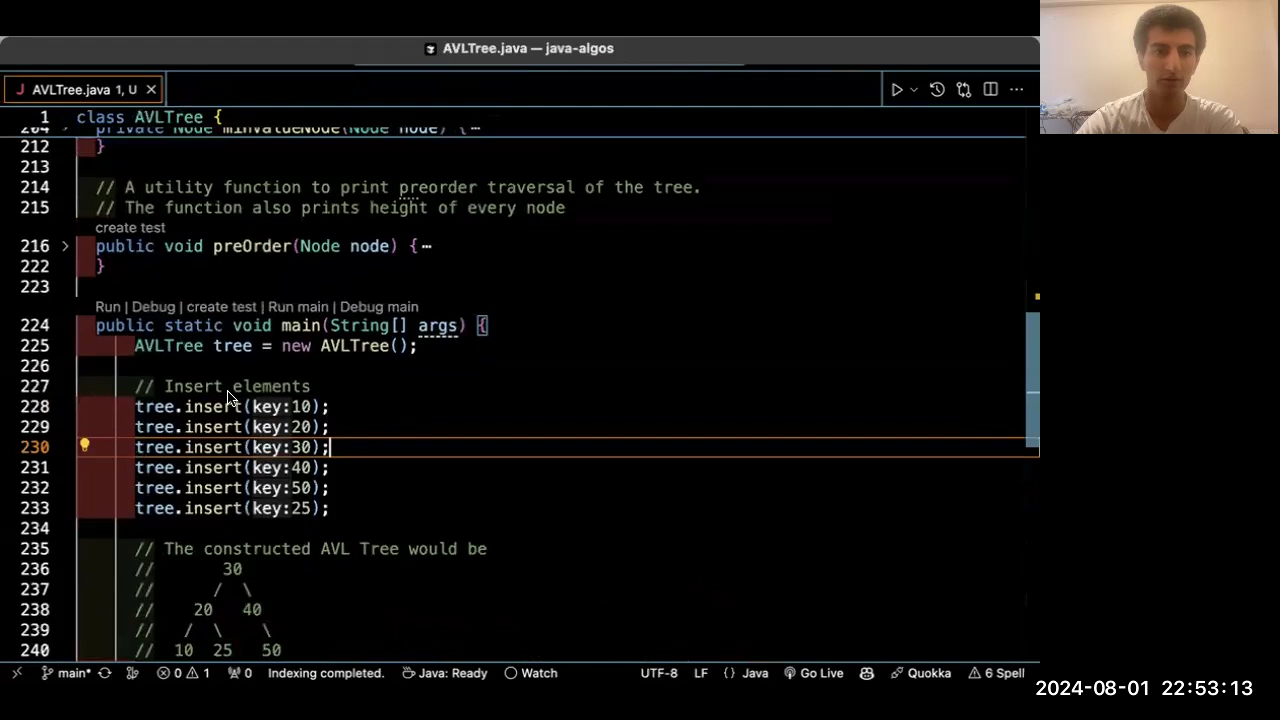 AVLTree.java — java-algos
J AVLTree.java 1, U
1 class AVLTree {
204 private Node minValueNode(Node node) {
212 }
213
214 // A utility function to print preorder traversal of the tree.
215 // The function also prints height of every node
create test
216 public void preOrder(Node node) {
222 }
223
Run | Debug | create test | Run main | Debug main
224 public static void main(String[] args) {
225 AVLTree tree = new AVLTree();
226
227 // Insert elements
228 tree.insert(key:10);
229 tree.insert(key:20);
230 tree.insert(key:30);
231 tree.insert(key:40);
232 tree.insert(key:50);
233 tree.insert(key:25);
234
235 // The constructed AVL Tree would be
236 // 30
237 // / \
238 // 20 40
239 // / \ \
240 // 10 25 50
main* 0 1 0 Indexing completed. Java: Ready Watch UTF-8 LF {} Java Go Live Quokka 6 Spell
2024-08-01 22:53:13